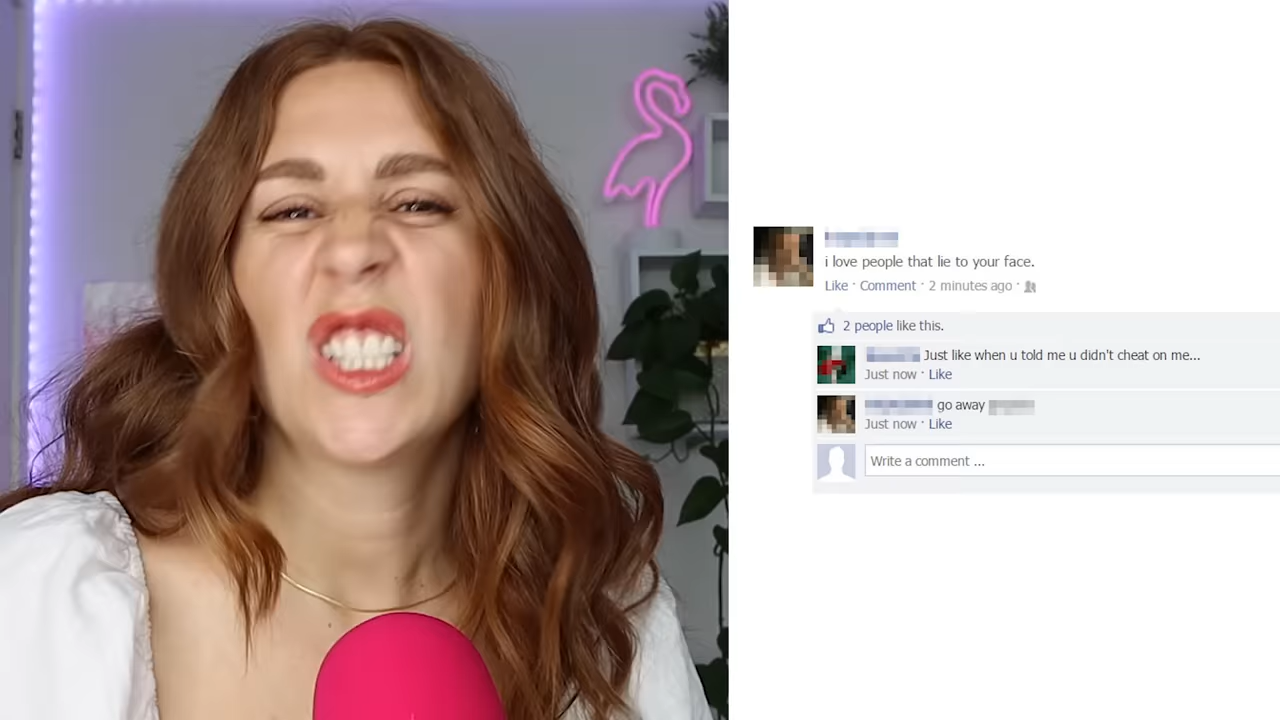 i love people that lie to your face.
Like · Comment · 2 minutes ago ·
2 people like this.
Just like when u told me u didn't cheat on me...
Just now · Like
go away
Just now · Like
Write a comment ...